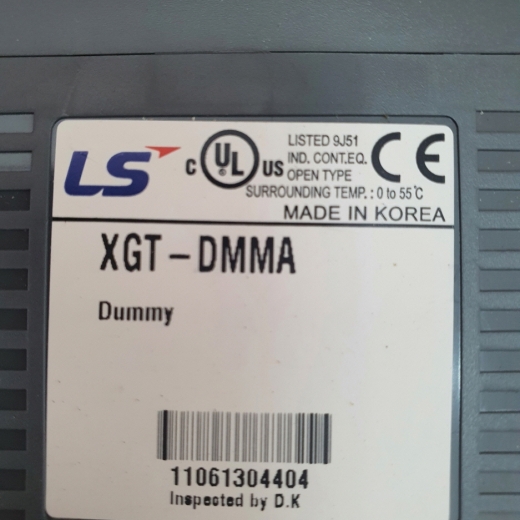 LS
C UL US
LISTED 9J51
IND. CONT.EQ.
OPEN TYPE
CE
SURROUNDING TEMP. : 0 to 55℃
MADE IN KOREA
XGT-DMMA
Dummy
11061304404
Inspected by D.K